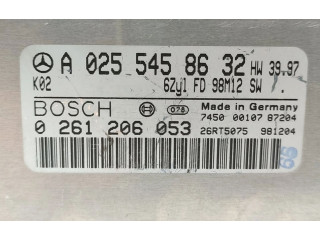 A 025 545 86 32 HW 39.97
K02 6Zyl FD 98M12 SW .
BOSCH 078 Made in Germany
7450 00107 87204
0 261 206 053 26RT5075 981204